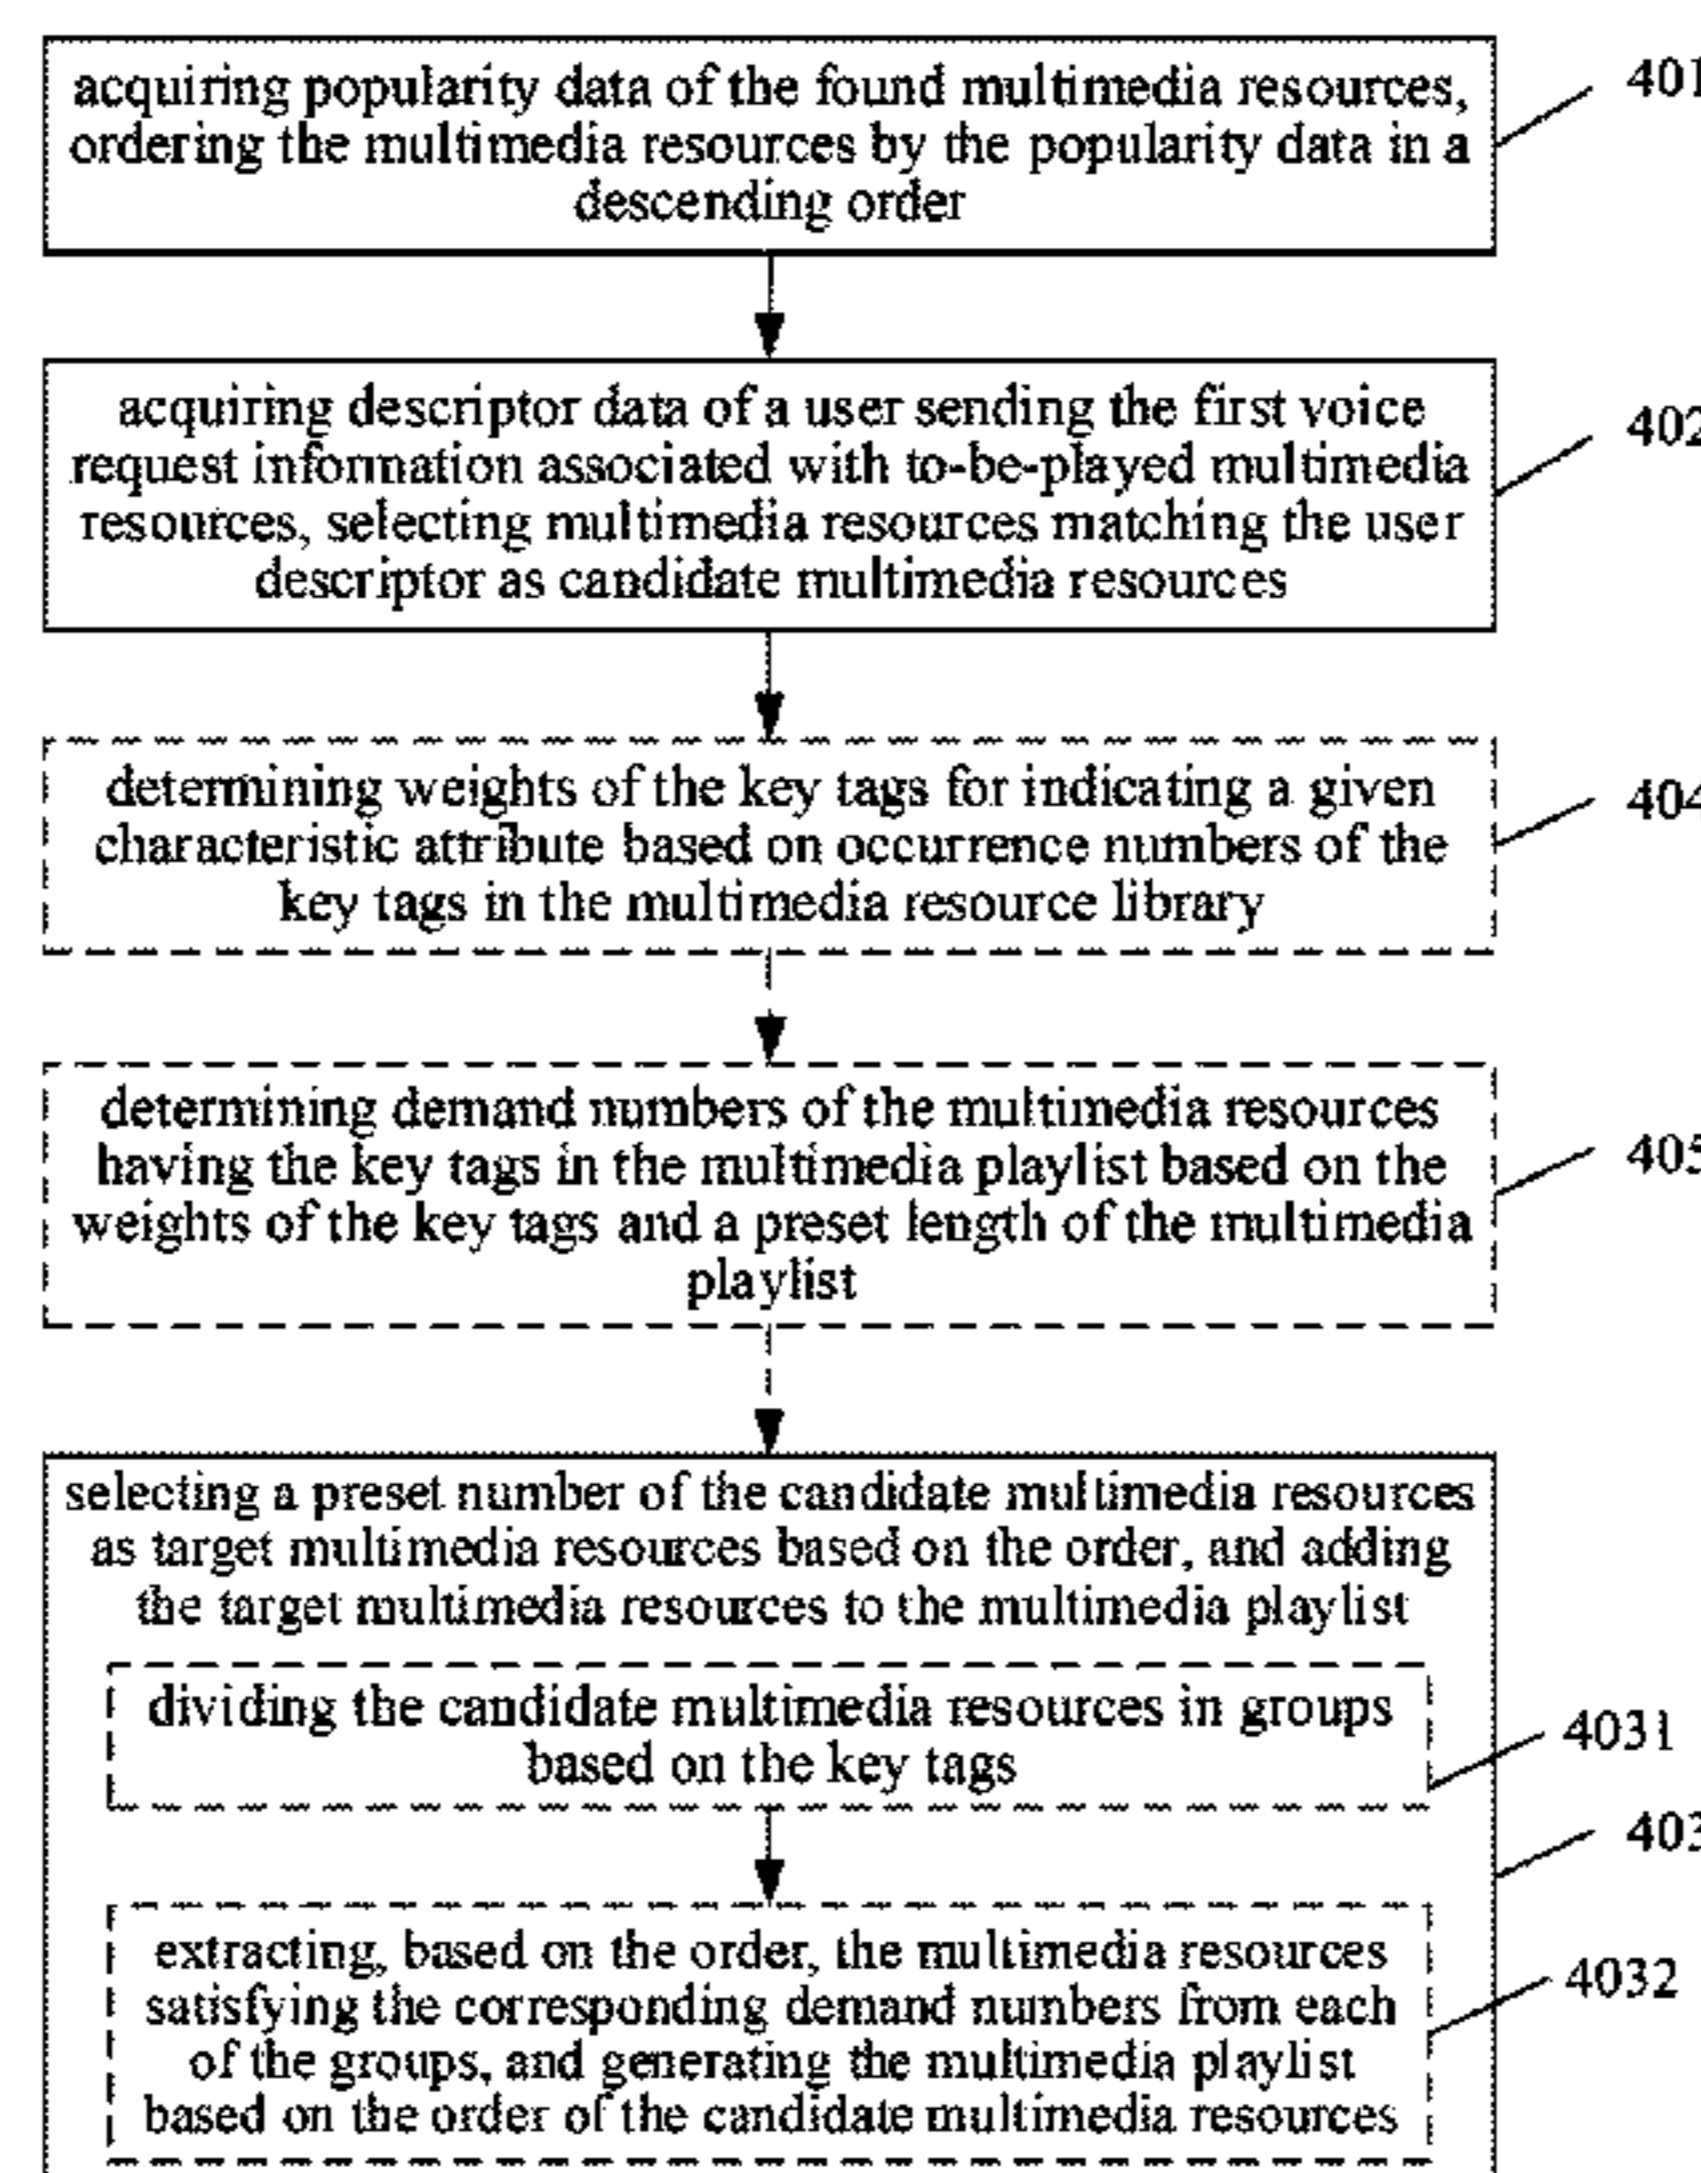 acquiring popularity data of the found multimedia resources,
ordering the multimedia resources by the popularity data in a
descending order
401
acquiring descriptor data of a user sending the first voice
request information associated with to-be-played multimedia
resources, selecting multimedia resources matching the user
descriptor as candidate multimedia resources
402
determining weights of the key tags for indicating a given
characteristic attribute based on occurrence numbers of the
key tags in the multimedia resource library
404
determining demand numbers of the multimedia resources
having the key tags in the multimedia playlist based on the
weights of the key tags and a preset length of the multimedia
playlist
405
selecting a preset number of the candidate multimedia resources
as target multimedia resources based on the order, and adding
the target multimedia resources to the multimedia playlist
dividing the candidate multimedia resources in groups
based on the key tags
4031
403
extracting, based on the order, the multimedia resources
satisfying the corresponding demand numbers from each
of the groups, and generating the multimedia playlist
based on the order of the candidate multimedia resources
4032